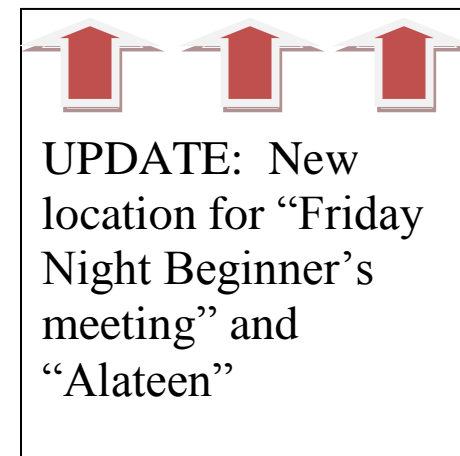 UPDATE:  New
location for “Friday
Night Beginner’s
meeting” and
“Alateen”